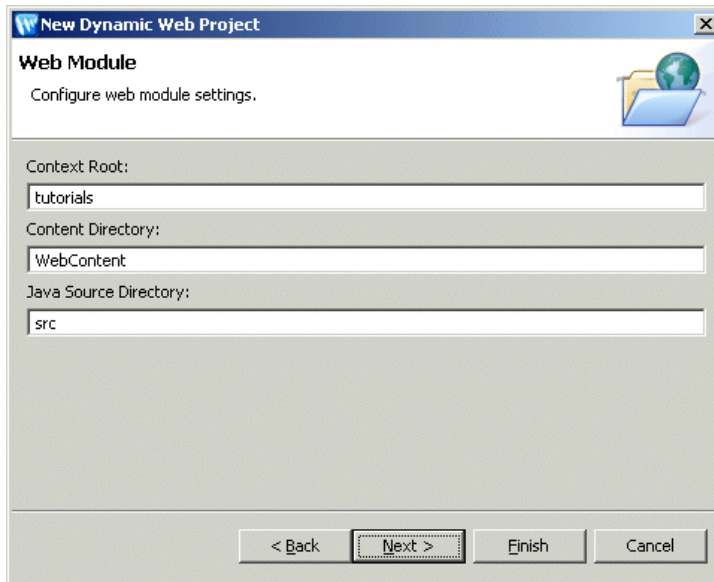 New Dynamic Web Project
Web Module
Configure web module settings.
Context Root:
tutorials
Content Directory:
WebContent
Java Source Directory:
src
< Back Next > Finish Cancel